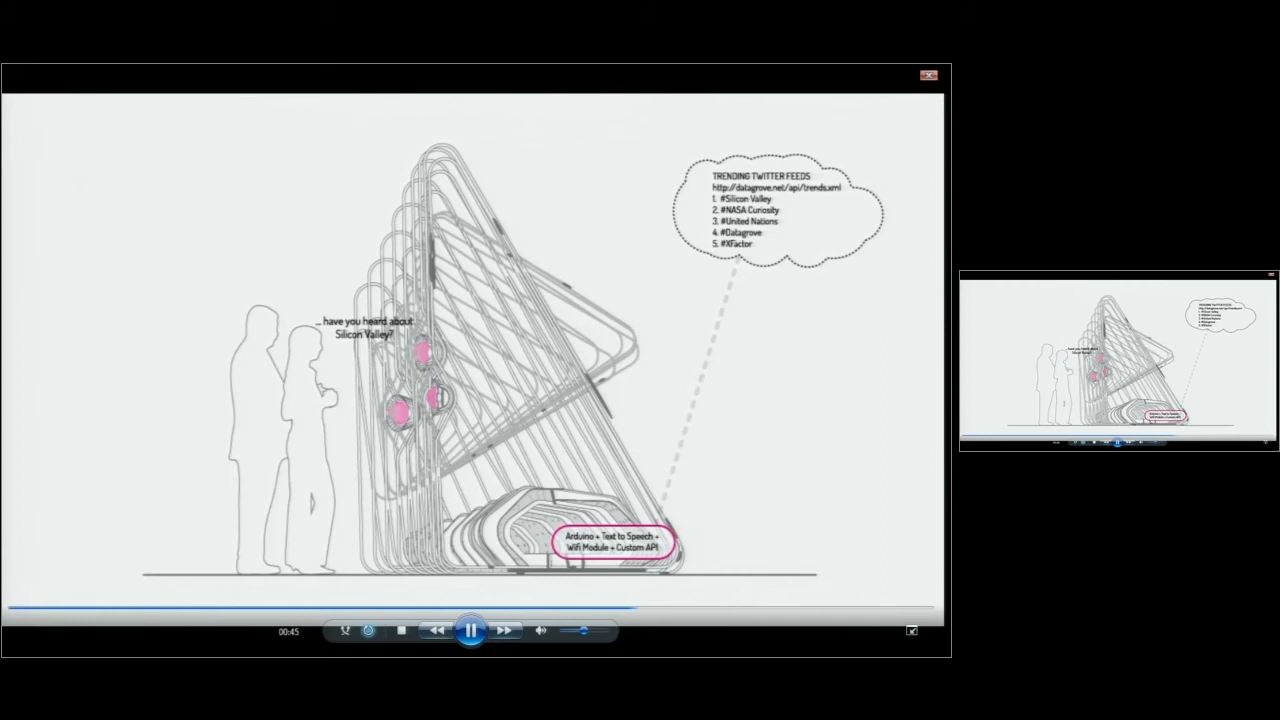 TRENDING TWITTER FEEDS
http://datagrove.net/api/trends.xml
1. #Silicon Valley
2. #NASA Curiosity
3. #United Nations
4. #Datagrove
5. #XFactor
... have you heard about
Silicon Valley?
Arduino + Text to Speech +
Wifi Module + Custom API
00:45